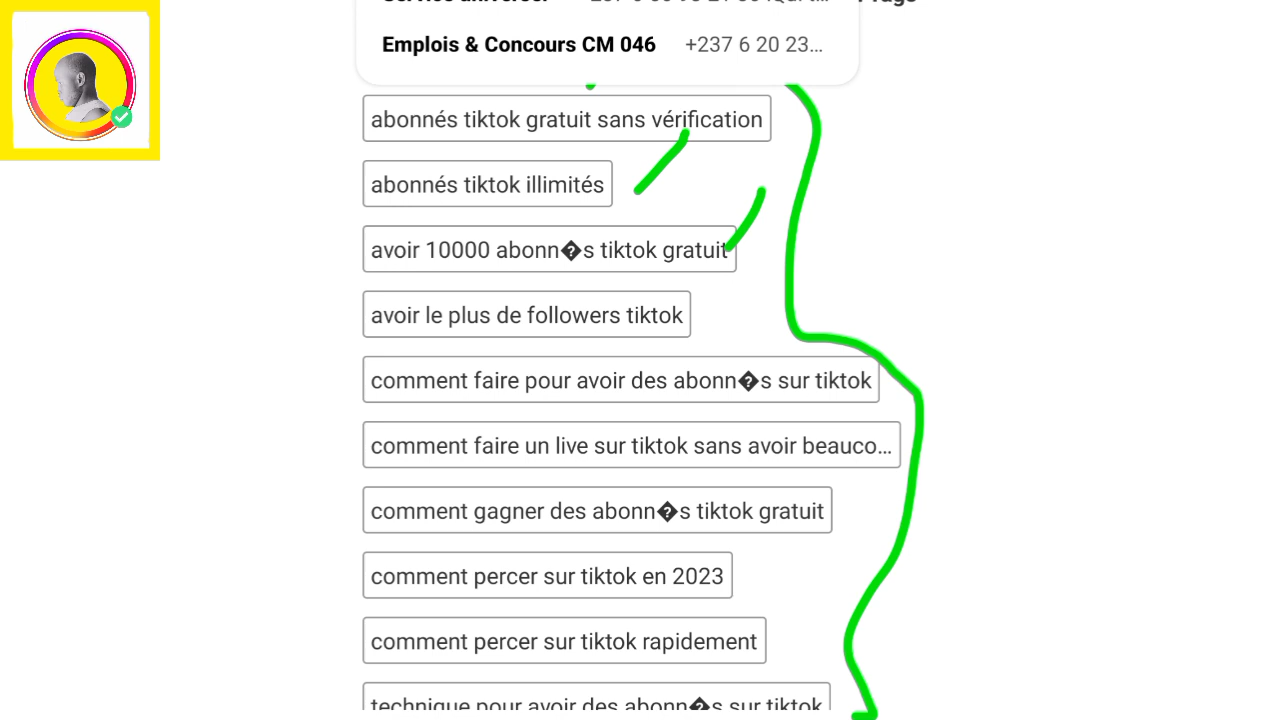 Emplois & Concours CM 046 +237 6 20 23...
abonnés tiktok gratuit sans vérification
abonnés tiktok illimités
avoir 10000 abonn�s tiktok gratuit
avoir le plus de followers tiktok
comment faire pour avoir des abonn�s sur tiktok
comment faire un live sur tiktok sans avoir beauco...
comment gagner des abonn�s tiktok gratuit
comment percer sur tiktok en 2023
comment percer sur tiktok rapidement
technique pour avoir des abonn�s sur tiktok